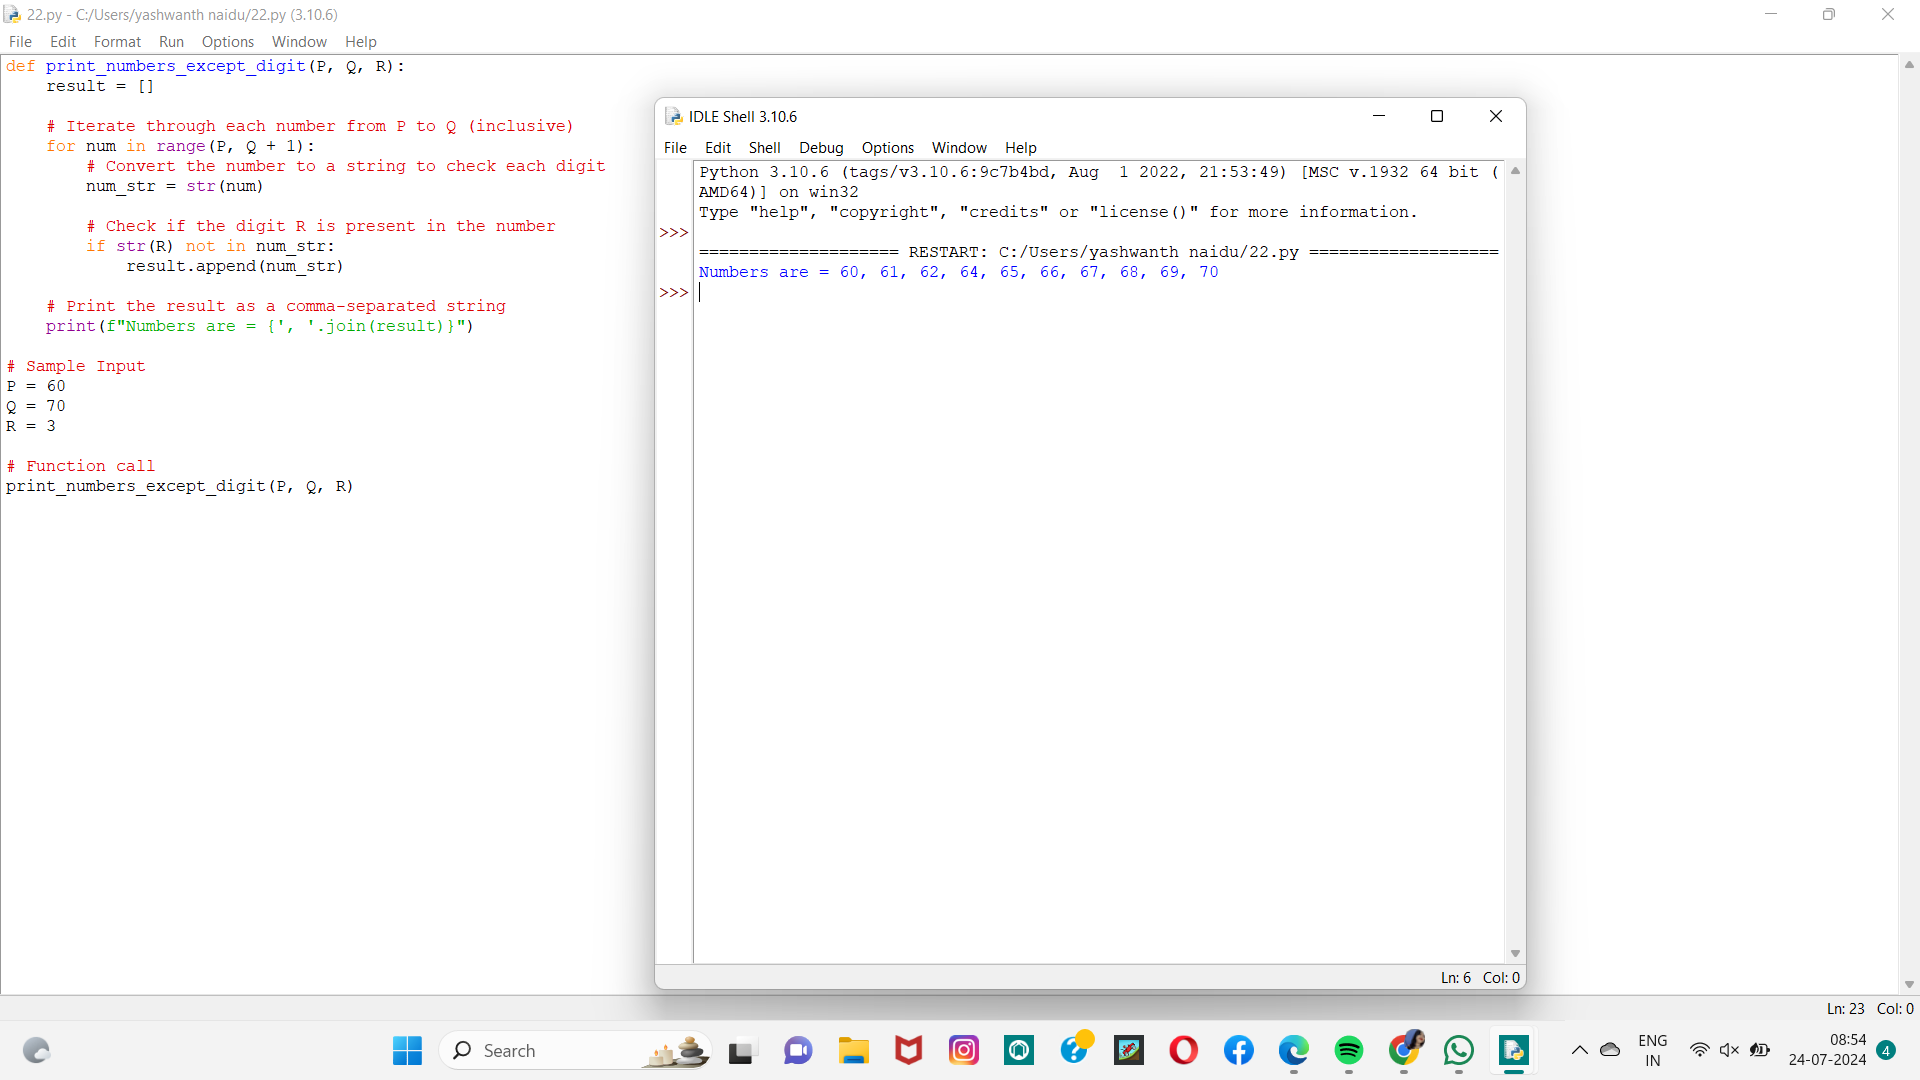 22.py - C:/Users/yashwanth naidu/22.py (3.10.6)
File Edit Format Run Options Window Help
def print_numbers_except_digit(P, Q, R):
    result = []

    # Iterate through each number from P to Q (inclusive)
    for num in range(P, Q + 1):
        # Convert the number to a string to check each digit
        num_str = str(num)

        # Check if the digit R is present in the number
        if str(R) not in num_str:
            result.append(num_str)

    # Print the result as a comma-separated string
    print(f"Numbers are = {', '.join(result)}")

# Sample Input
P = 60
Q = 70
R = 3

# Function call
print_numbers_except_digit(P, Q, R)
IDLE Shell 3.10.6
File Edit Shell Debug Options Window Help
Python 3.10.6 (tags/v3.10.6:9c7b4bd, Aug  1 2022, 21:53:49) [MSC v.1932 64 bit (
AMD64)] on win32
Type "help", "copyright", "credits" or "license()" for more information.
>>>
==================== RESTART: C:/Users/yashwanth naidu/22.py ===================
Numbers are = 60, 61, 62, 64, 65, 66, 67, 68, 69, 70
>>>
Ln: 6 Col: 0
Ln: 23 Col: 0
Search
ENG
IN
08:54
24-07-2024
4